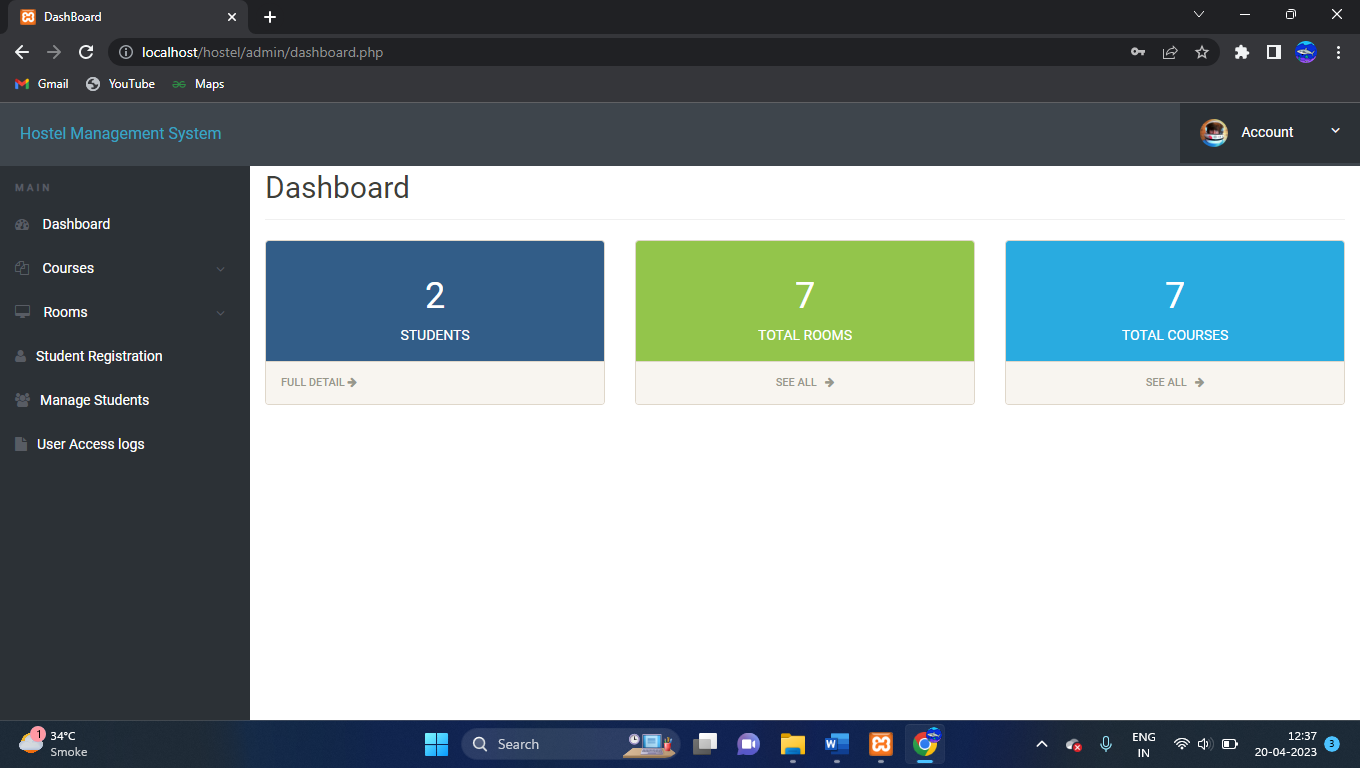 DashBoard
localhost/hostel/admin/dashboard.php
Gmail YouTube Maps
Hostel Management System
Account
MAIN
Dashboard
Courses
Rooms
Student Registration
Manage Students
User Access logs
Dashboard
2
STUDENTS
FULL DETAIL
7
TOTAL ROOMS
SEE ALL
7
TOTAL COURSES
SEE ALL
1
34°C
Smoke
Search
ENG
IN
12:37
20-04-2023
3